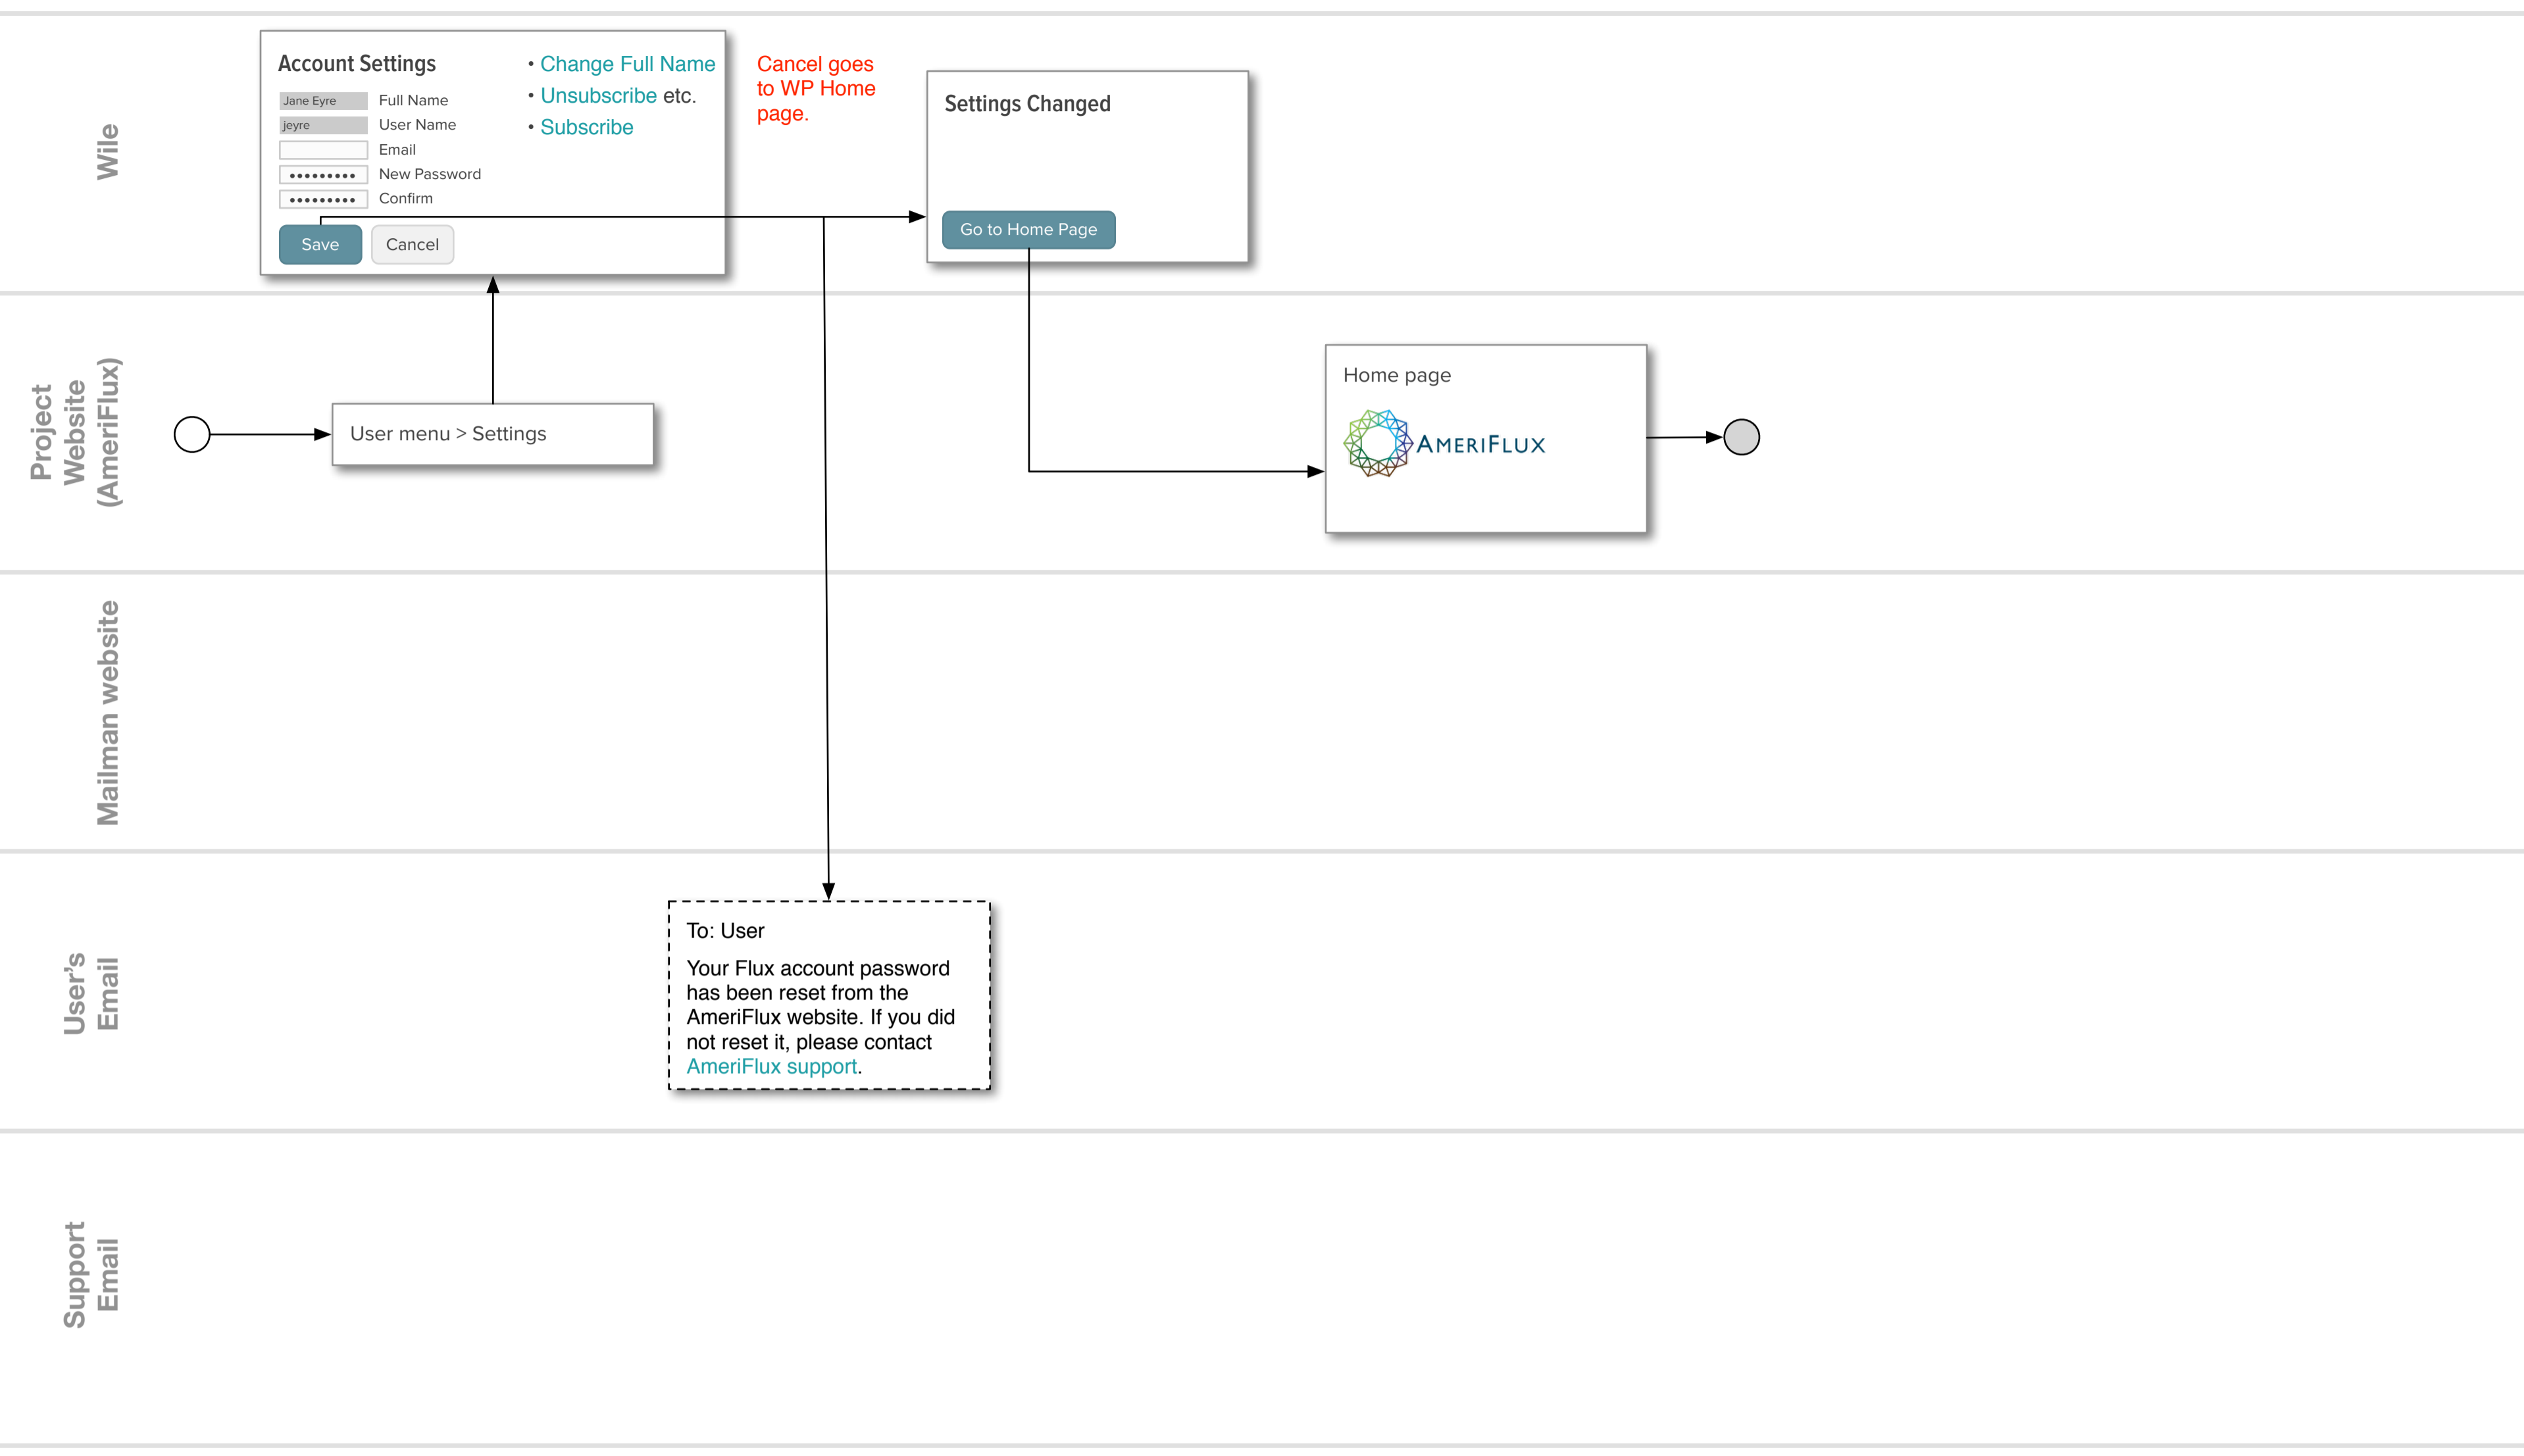 Wile
Account Settings
Jane Eyre Full Name
jeyre User Name
Email
New Password
Confirm
Save Cancel
• Change Full Name
• Unsubscribe etc.
• Subscribe
Cancel goes
to WP Home
page.
Settings Changed
Go to Home Page
Project
Website
(AmeriFlux)
User menu > Settings
Home page
AMERIFLUX
Mailman website
User’s
Email
To: User
Your Flux account password
has been reset from the
AmeriFlux website. If you did
not reset it, please contact
AmeriFlux support.
Support
Email